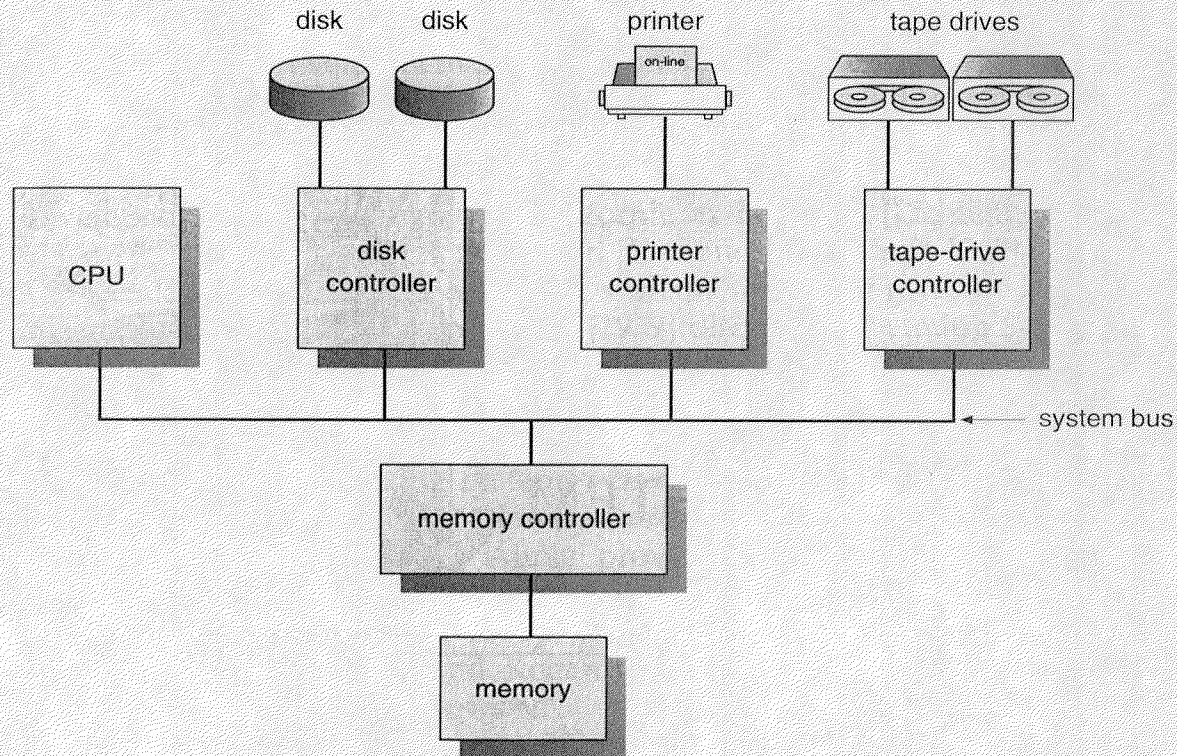 disk
disk
printer
tape drives
on-line
CPU
disk
controller
printer
controller
tape-drive
controller
system bus
memory controller
memory